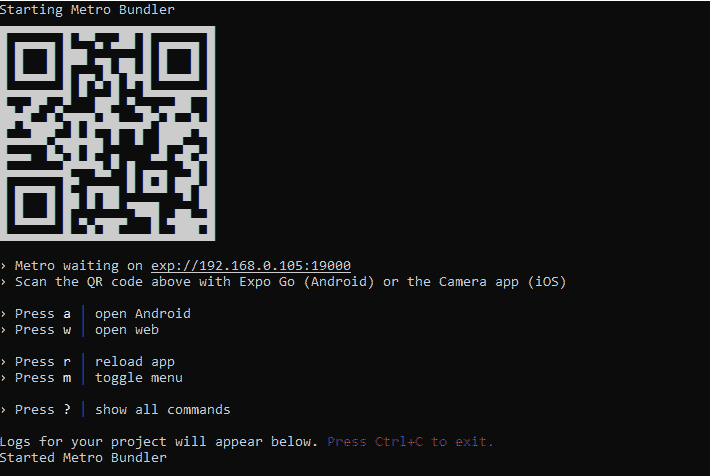 Starting Metro Bundler
› Metro waiting on exp://192.168.0.105:19000
› Scan the QR code above with Expo Go (Android) or the Camera app (iOS)
› Press a │ open Android
› Press w │ open web
› Press r │ reload app
› Press m │ toggle menu
› Press ? │ show all commands
Logs for your project will appear below. Press Ctrl+C to exit.
Started Metro Bundler